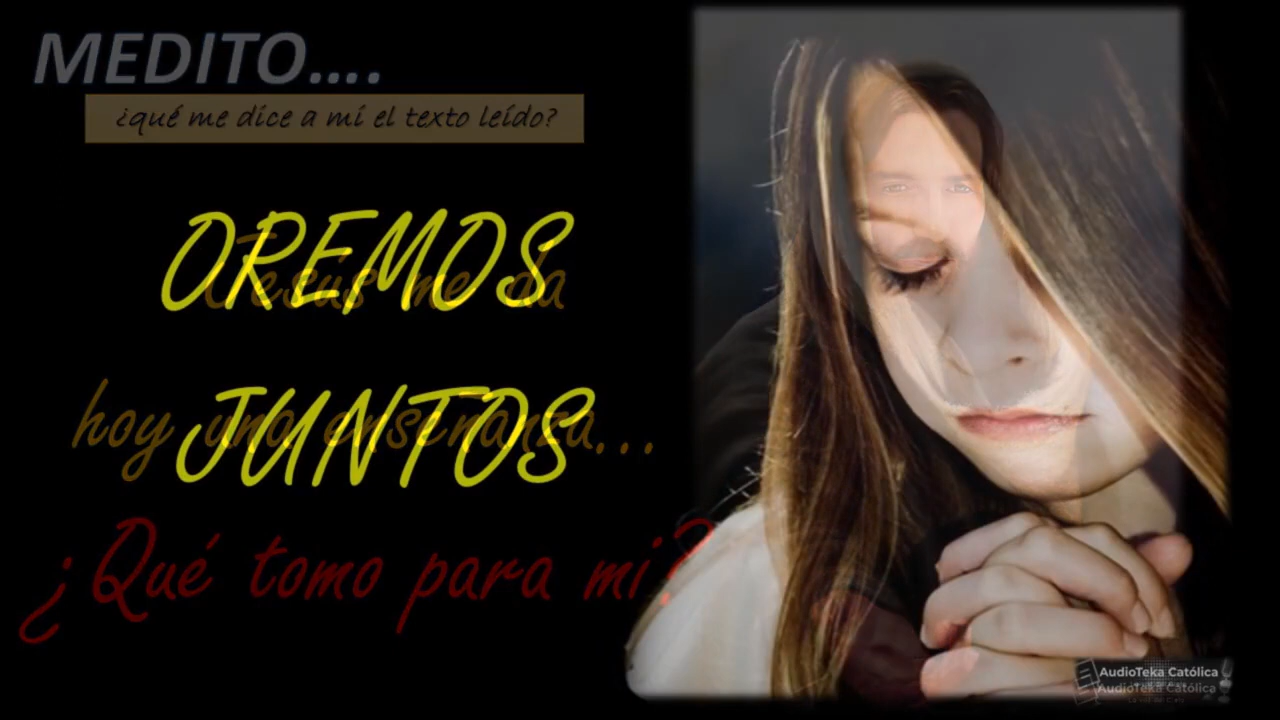 MEDITO....
¿qué me dice a mí el texto leído?
OREMOS
Jesús me da
JUNTOS
hoy una enseñanza...
¿Qué tomo para mi?
AudioTeka Católica
AudioTeka Católica